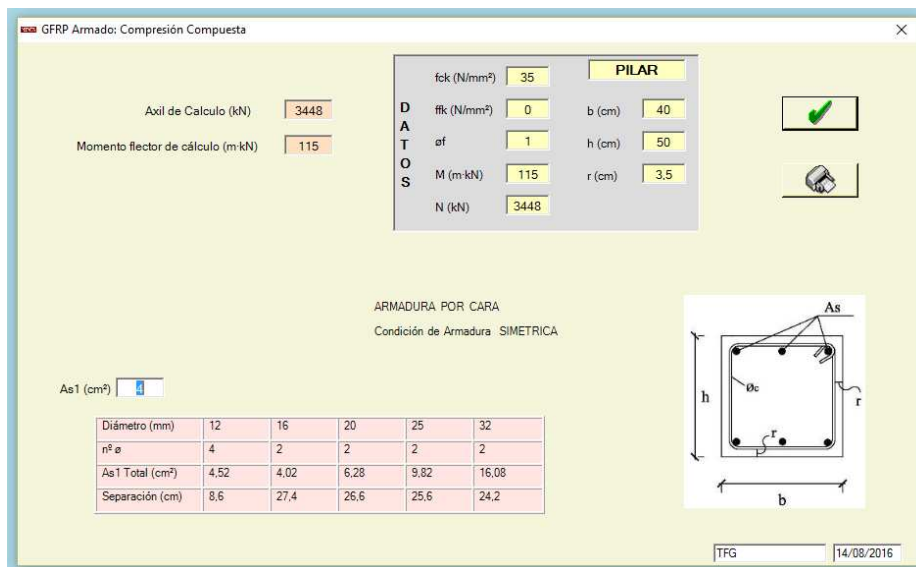 GFRP Armado: Compresión Compuesta
Axil de Calculo (kN) 3448
Momento flector de cálculo (m·kN) 115
DATOS
fck (N/mm²) 35
ffk (N/mm²) 0
øf 1
M (m·kN) 115
N (kN) 3448
PILAR
b (cm) 40
h (cm) 50
r (cm) 3,5
ARMADURA POR CARA
Condición de Armadura SIMETRICA
As1 (cm²) 4
Diámetro (mm) 12 16 20 25 32
nº ø 4 2 2 2 2
As1 Total (cm²) 4,52 4,02 6,28 9,82 16,08
Separación (cm) 8,6 27,4 26,6 25,6 24,2
As
Øc
h
r
r
b
TFG 14/08/2016